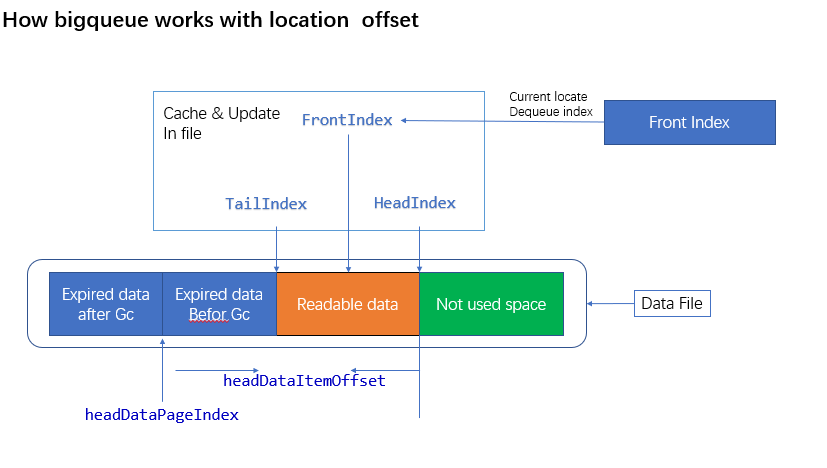 How bigqueue works with location  offset
Current locate
Dequeue index
Cache & Update
In file
FrontIndex
Front Index
TailIndex
HeadIndex
Expired data
after Gc
Expired data
Befor Gc
Readable data
Not used space
Data File
headDataItemOffset
headDataPageIndex